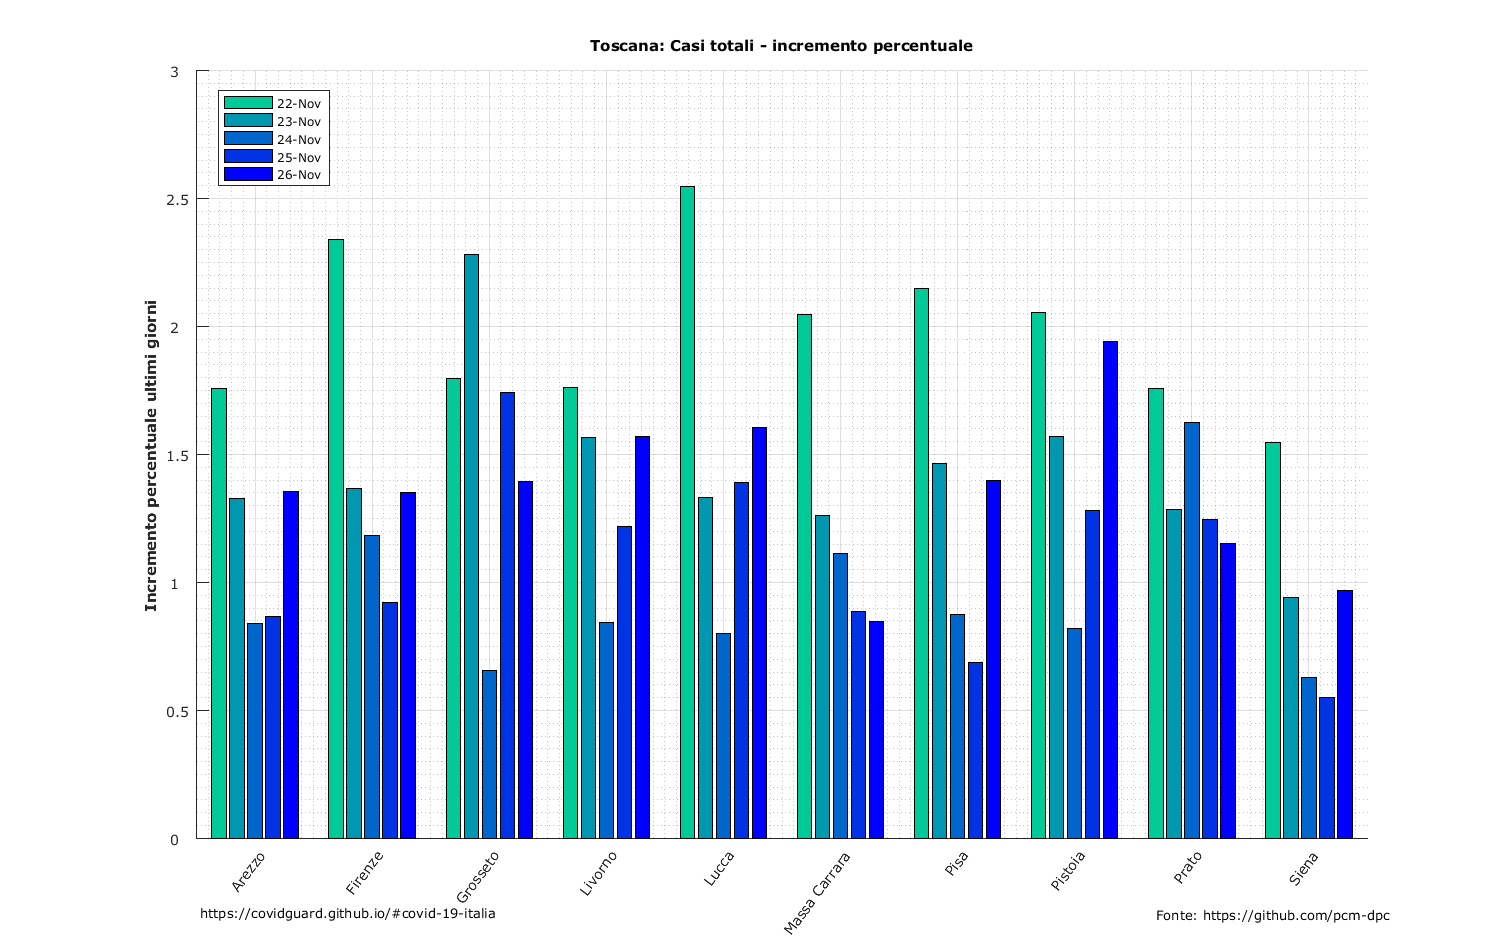 Toscana: Casi totali - incremento percentuale
3
2.5
2
1.5
1
0.5
0
Incremento percentuale ultimi giorni
22-Nov
23-Nov
24-Nov
25-Nov
26-Nov
Arezzo
Firenze
Grosseto
Livorno
Lucca
Massa Carrara
Pisa
Pistoia
Prato
Siena
https://covidguard.github.io/#covid-19-italia
Fonte: https://github.com/pcm-dpc